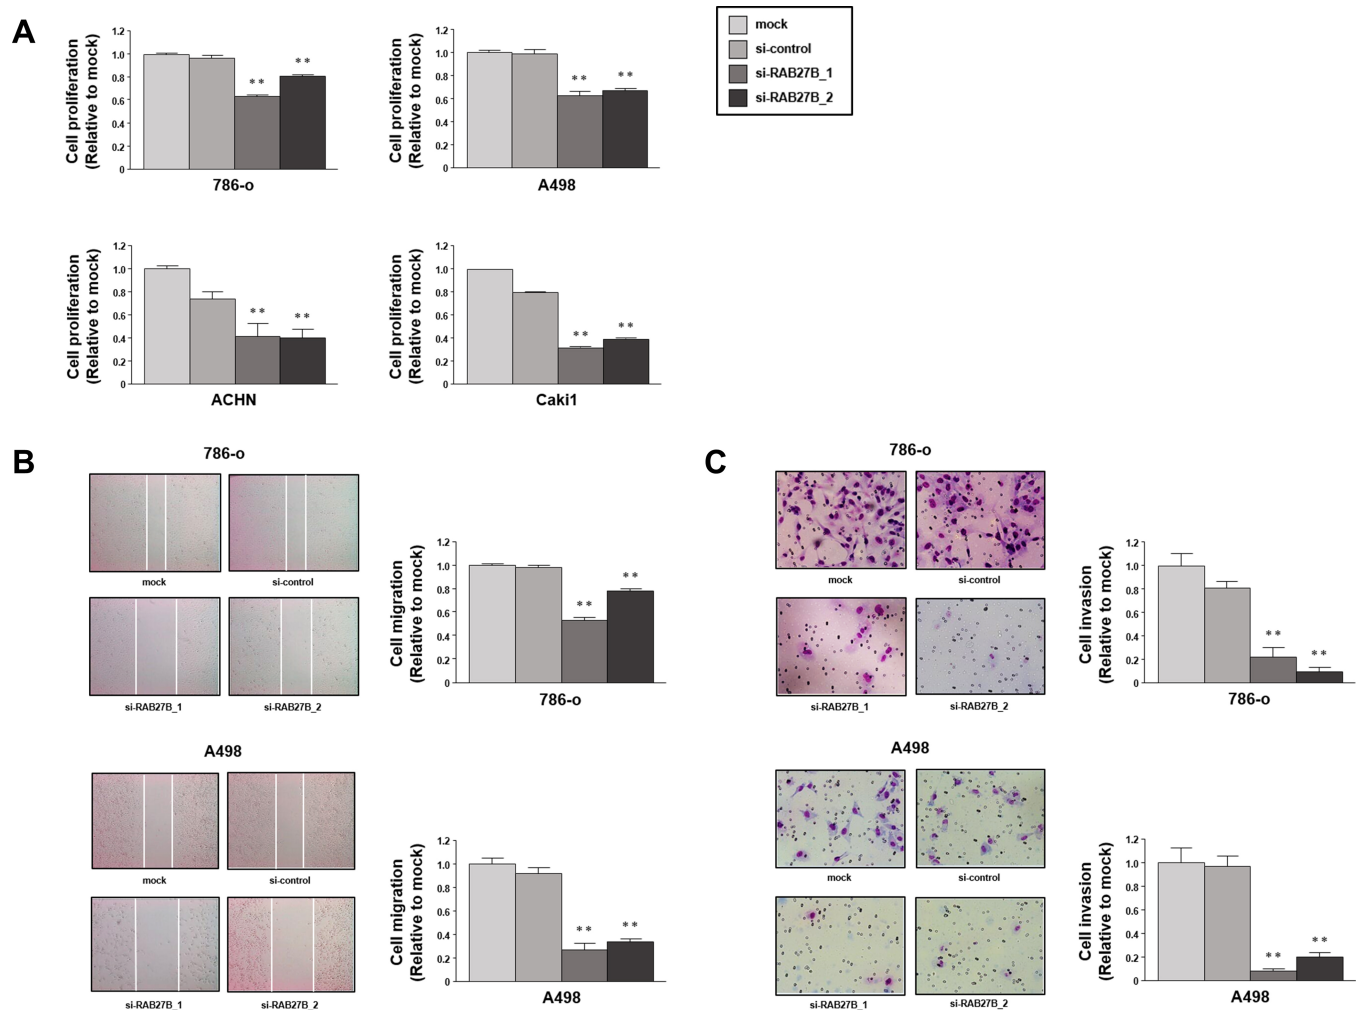 A
Cell proliferation
(Relative to mock)
1.2
1.0
0.8
0.6
0.4
0.2
0
**
**
786-o
Cell proliferation
(Relative to mock)
1.2
1.0
0.8
0.6
0.4
0.2
0
**
**
A498
mock
si-control
si-RAB27B_1
si-RAB27B_2
Cell proliferation
(Relative to mock)
1.2
1.0
0.8
0.6
0.4
0.2
0
**
**
ACHN
Cell proliferation
(Relative to mock)
1.2
1.0
0.8
0.6
0.4
0.2
0
**
**
Caki1
B
786-o
mock
si-control
si-RAB27B_1
si-RAB27B_2
Cell migration
(Relative to mock)
1.2
1.0
0.8
0.6
0.4
0.2
0
**
**
786-o
A498
mock
si-control
si-RAB27B_1
si-RAB27B_2
Cell migration
(Relative to mock)
1.2
1.0
0.8
0.6
0.4
0.2
0
**
**
A498
C
786-o
mock
si-control
si-RAB27B_1
si-RAB27B_2
Cell invasion
(Relative to mock)
1.2
1.0
0.8
0.6
0.4
0.2
0
**
**
786-o
A498
mock
si-control
si-RAB27B_1
si-RAB27B_2
Cell invasion
(Relative to mock)
1.2
1.0
0.8
0.6
0.4
0.2
0
**
**
A498